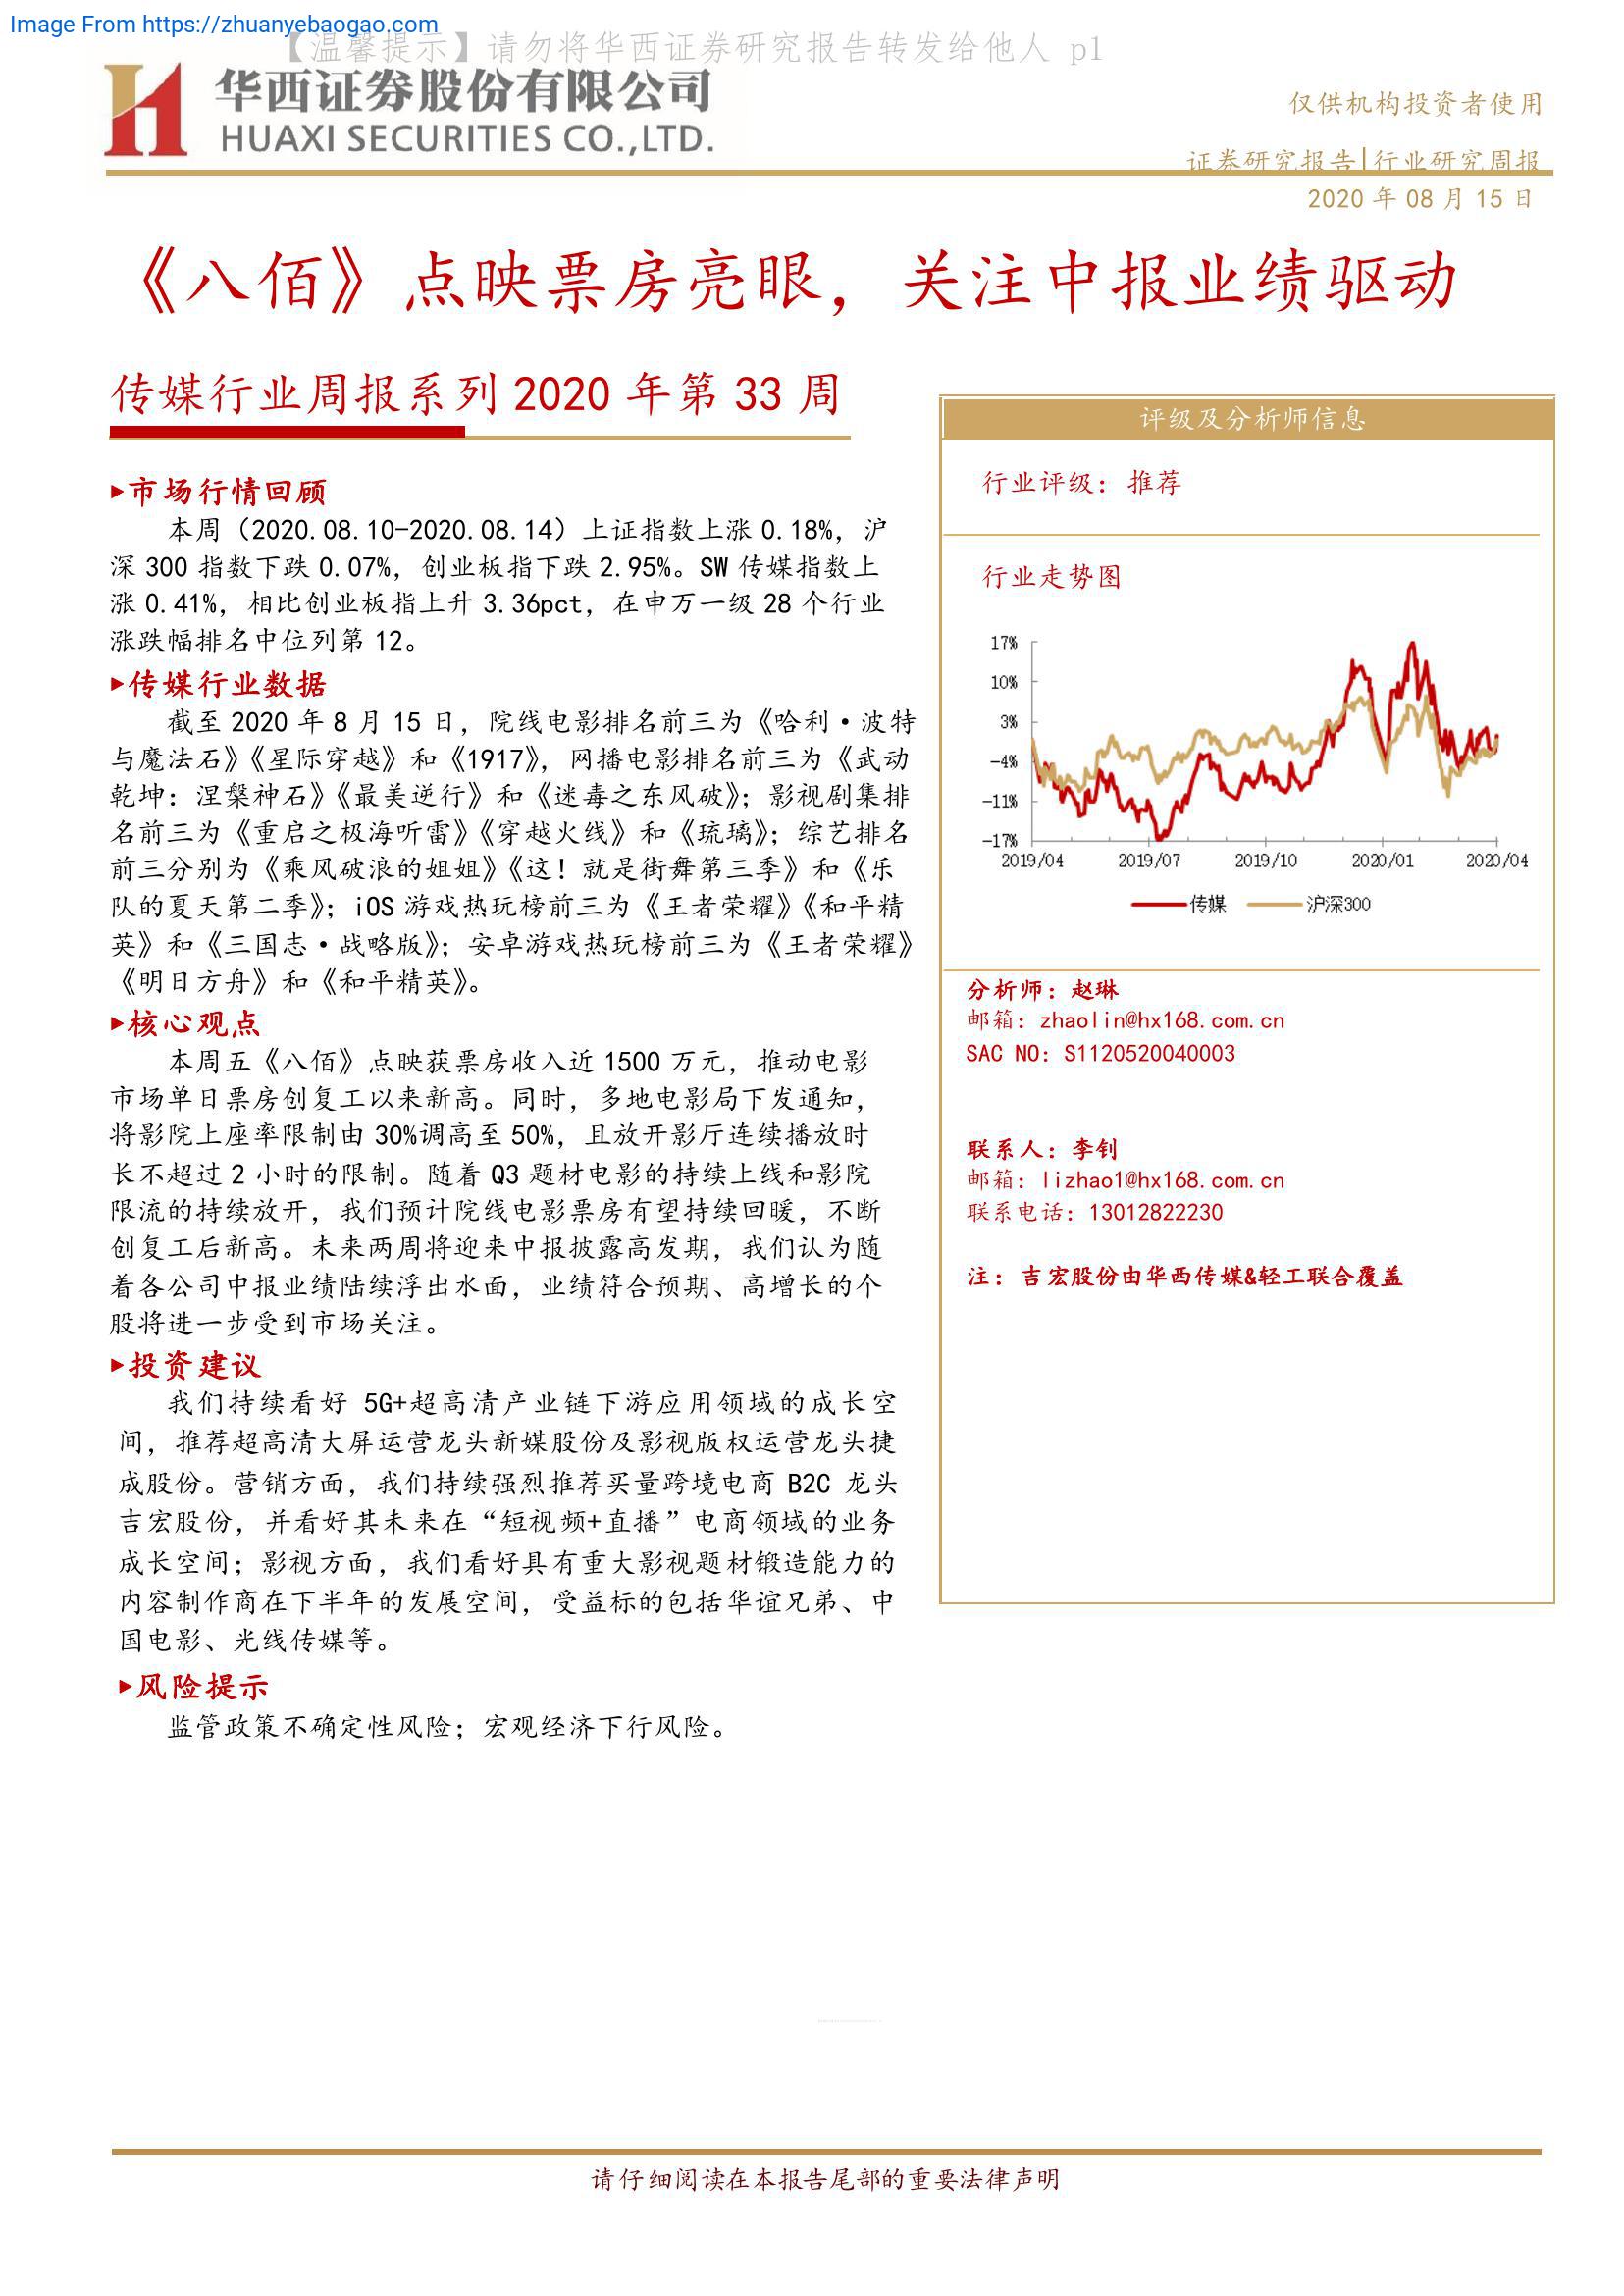 Image From https://zhuanyebaogao.com
【温馨提示】请勿将华西证券研究报告转发给他人 p1
华西证券股份有限公司
HUAXI SECURITIES CO.,LTD.
仅供机构投资者使用
证券研究报告|行业研究周报
2020 年 08 月 15 日
《八佰》点映票房亮眼，关注中报业绩驱动
传媒行业周报系列 2020 年第 33 周
▸市场行情回顾
本周（2020.08.10-2020.08.14）上证指数上涨 0.18%，沪
深 300 指数下跌 0.07%，创业板指下跌 2.95%。SW 传媒指数上
涨 0.41%，相比创业板指上升 3.36pct，在申万一级 28 个行业
涨跌幅排名中位列第 12。
▸传媒行业数据
截至 2020 年 8 月 15 日，院线电影排名前三为《哈利·波特
与魔法石》《星际穿越》和《1917》，网播电影排名前三为《武动
乾坤：涅槃神石》《最美逆行》和《迷毒之东风破》；影视剧集排
名前三为《重启之极海听雷》《穿越火线》和《琉璃》；综艺排名
前三分别为《乘风破浪的姐姐》《这！就是街舞第三季》和《乐
队的夏天第二季》；iOS 游戏热玩榜前三为《王者荣耀》《和平精
英》和《三国志·战略版》；安卓游戏热玩榜前三为《王者荣耀》
《明日方舟》和《和平精英》。
▸核心观点
本周五《八佰》点映获票房收入近 1500 万元，推动电影
市场单日票房创复工以来新高。同时，多地电影局下发通知，
将影院上座率限制由 30%调高至 50%，且放开影厅连续播放时
长不超过 2 小时的限制。随着 Q3 题材电影的持续上线和影院
限流的持续放开，我们预计院线电影票房有望持续回暖，不断
创复工后新高。未来两周将迎来中报披露高发期，我们认为随
着各公司中报业绩陆续浮出水面，业绩符合预期、高增长的个
股将进一步受到市场关注。
▸投资建议
我们持续看好 5G+超高清产业链下游应用领域的成长空
间，推荐超高清大屏运营龙头新媒股份及影视版权运营龙头捷
成股份。营销方面，我们持续强烈推荐买量跨境电商 B2C 龙头
吉宏股份，并看好其未来在“短视频+直播”电商领域的业务
成长空间；影视方面，我们看好具有重大影视题材锻造能力的
内容制作商在下半年的发展空间，受益标的包括华谊兄弟、中
国电影、光线传媒等。
▸风险提示
监管政策不确定性风险；宏观经济下行风险。
评级及分析师信息
行业评级：推荐
行业走势图
17%
10%
3%
-4%
-11%
-17%
2019/04 2019/07 2019/10 2020/01 2020/04
传媒 沪深300
分析师：赵琳
邮箱：zhaolin@hx168.com.cn
SAC NO：S1120520040003
联系人：李钊
邮箱：lizhao1@hx168.com.cn
联系电话：13012822230
注：吉宏股份由华西传媒&轻工联合覆盖
请仔细阅读在本报告尾部的重要法律声明